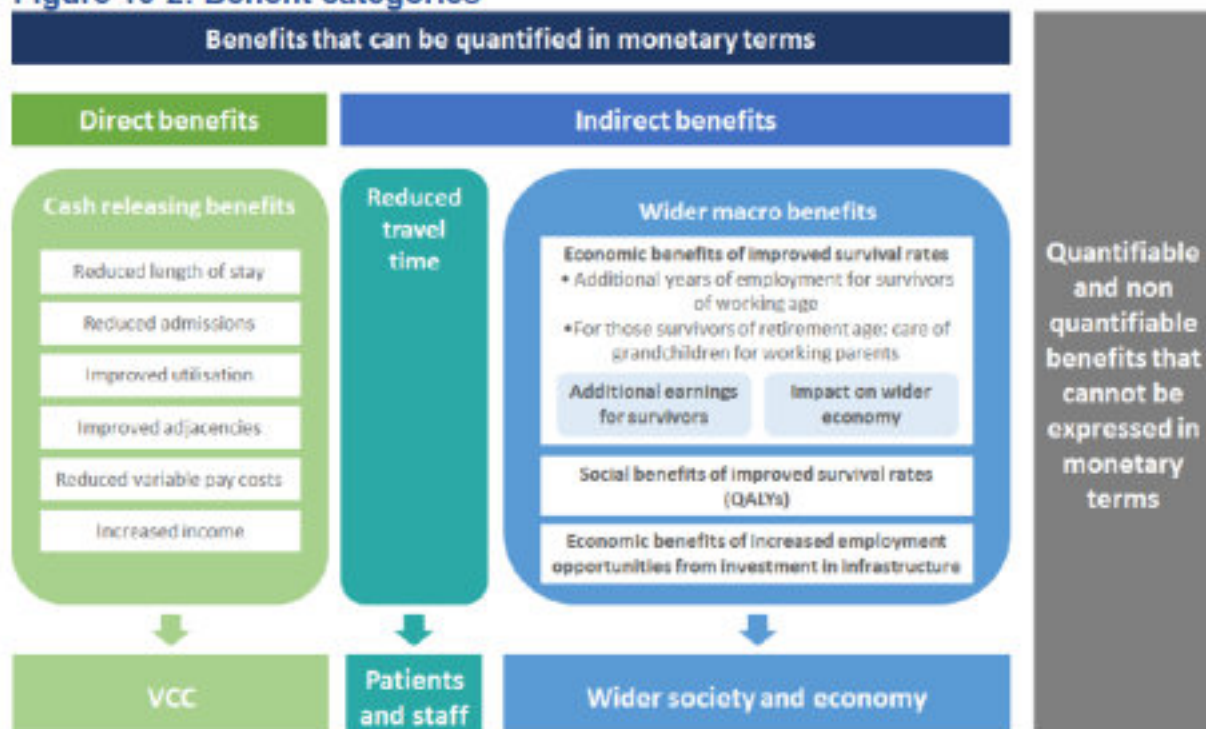 Figure 10-2: Benefit categories
Benefits that can be quantified in monetary terms
Direct benefits
Indirect benefits
Cash releasing benefits
Reduced length of stay
Reduced admissions
Improved utilisation
Improved adjacencies
Reduced variable pay costs
Increased income
Reduced
travel
time
Wider macro benefits
Economic benefits of improved survival rates
• Additional years of employment for survivors
of working age
•For those survivors of retirement age: care of
grandchildren for working parents
Additional earnings
for survivors
Impact on wider
economy
Social benefits of improved survival rates
(QALYs)
Economic benefits of increased employment
opportunities from investment in infrastructure
VCC
Patients
and staff
Wider society and economy
Quantifiable
and non
quantifiable
benefits that
cannot be
expressed in
monetary
terms